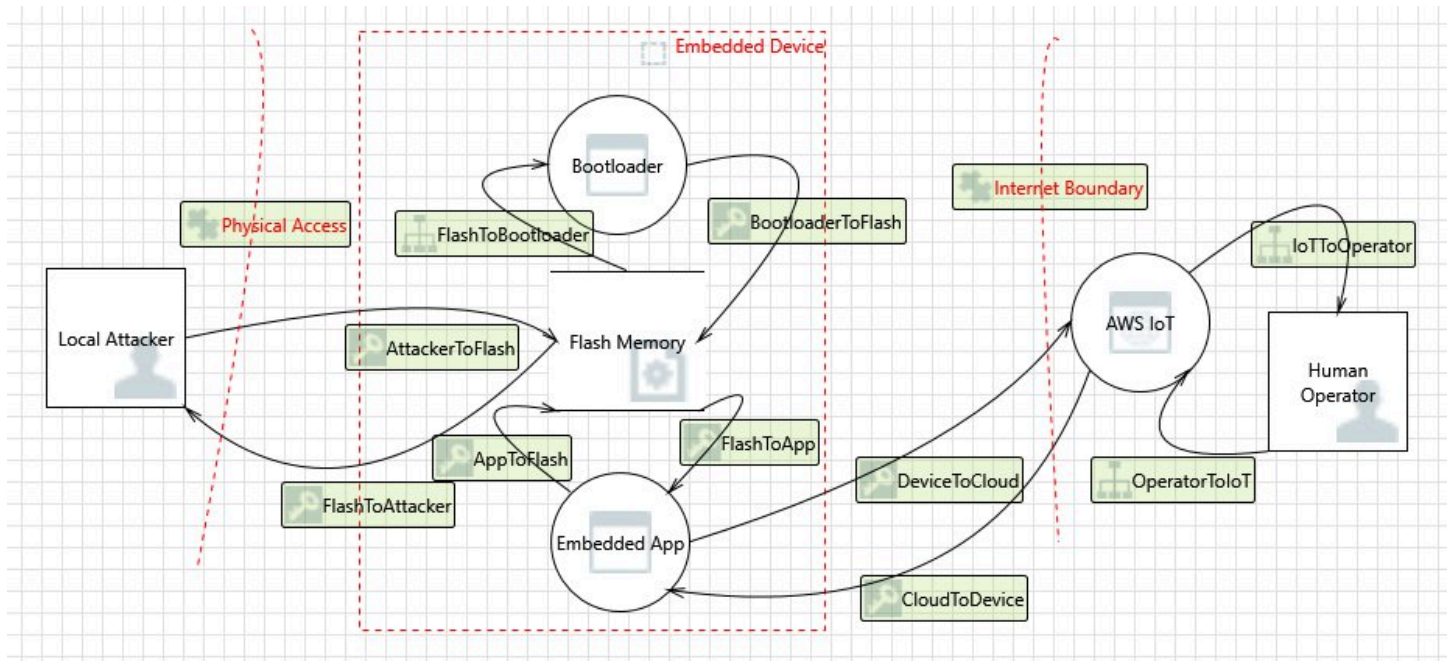 Embedded Device
Bootloader
Physical Access
FlashToBootloader
BootloaderToFlash
Internet Boundary
IoTToOperator
Local Attacker
AttackerToFlash
Flash Memory
AWS IoT
Human
Operator
AppToFlash
FlashToApp
FlashToAttacker
DeviceToCloud
OperatorToIoT
Embedded App
CloudToDevice